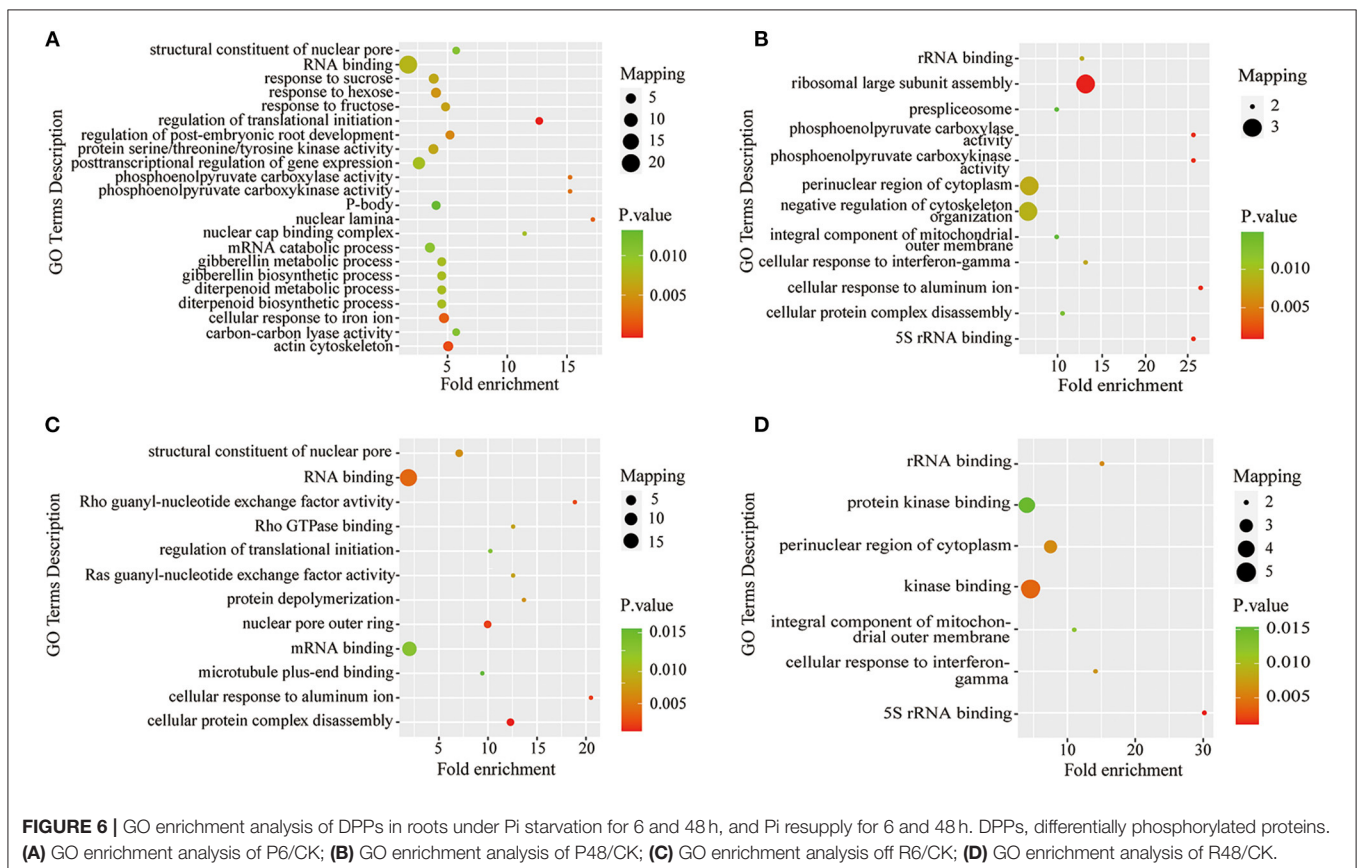 A
structural constituent of nuclear pore
RNA binding
response to sucrose
response to hexose
response to fructose
regulation of translational initiation
regulation of post-embryonic root development
protein serine/threonine/tyrosine kinase activity
posttranscriptional regulation of gene expression
phosphoenolpyruvate carboxylase activity
phosphoenolpyruvate carboxykinase activity
P-body
nuclear lamina
nuclear cap binding complex
mRNA catabolic process
gibberellin metabolic process
gibberellin biosynthetic process
diterpenoid metabolic process
diterpenoid biosynthetic process
cellular response to iron ion
carbon-carbon lyase activity
actin cytoskeleton
GO Terms Description
5 10 15
Fold enrichment
Mapping
5
10
15
20
P.value
0.010
0.005
B
rRNA binding
ribosomal large subunit assembly
prespliceosome
phosphoenolpyruvate carboxylase
activity
phosphoenolpyruvate carboxykinase
activity
perinuclear region of cytoplasm
negative regulation of cytoskeleton
organization
integral component of mitochondrial
outer membrane
cellular response to interferon-gamma
cellular response to aluminum ion
cellular protein complex disassembly
5S rRNA binding
GO Terms Description
10 15 20 25
Fold enrichment
Mapping
2
3
P.value
0.010
0.005
C
structural constituent of nuclear pore
RNA binding
Rho guanyl-nucleotide exchange factor avtivity
Rho GTPase binding
regulation of translational initiation
Ras guanyl-nucleotide exchange factor activity
protein depolymerization
nuclear pore outer ring
mRNA binding
microtubule plus-end binding
cellular response to aluminum ion
cellular protein complex disassembly
GO Terms Description
5 10 15 20
Fold enrichment
Mapping
5
10
15
P.value
0.015
0.010
0.005
D
rRNA binding
protein kinase binding
perinuclear region of cytoplasm
kinase binding
integral component of mitochon-
drial outer membrane
cellular response to interferon-
gamma
5S rRNA binding
GO Terms Description
10 20 30
Fold enrichment
Mapping
2
3
4
5
P.value
0.015
0.010
0.005
FIGURE 6 | GO enrichment analysis of DPPs in roots under Pi starvation for 6 and 48 h, and Pi resupply for 6 and 48 h. DPPs, differentially phosphorylated proteins.
(A) GO enrichment analysis of P6/CK; (B) GO enrichment analysis of P48/CK; (C) GO enrichment analysis off R6/CK; (D) GO enrichment analysis of R48/CK.